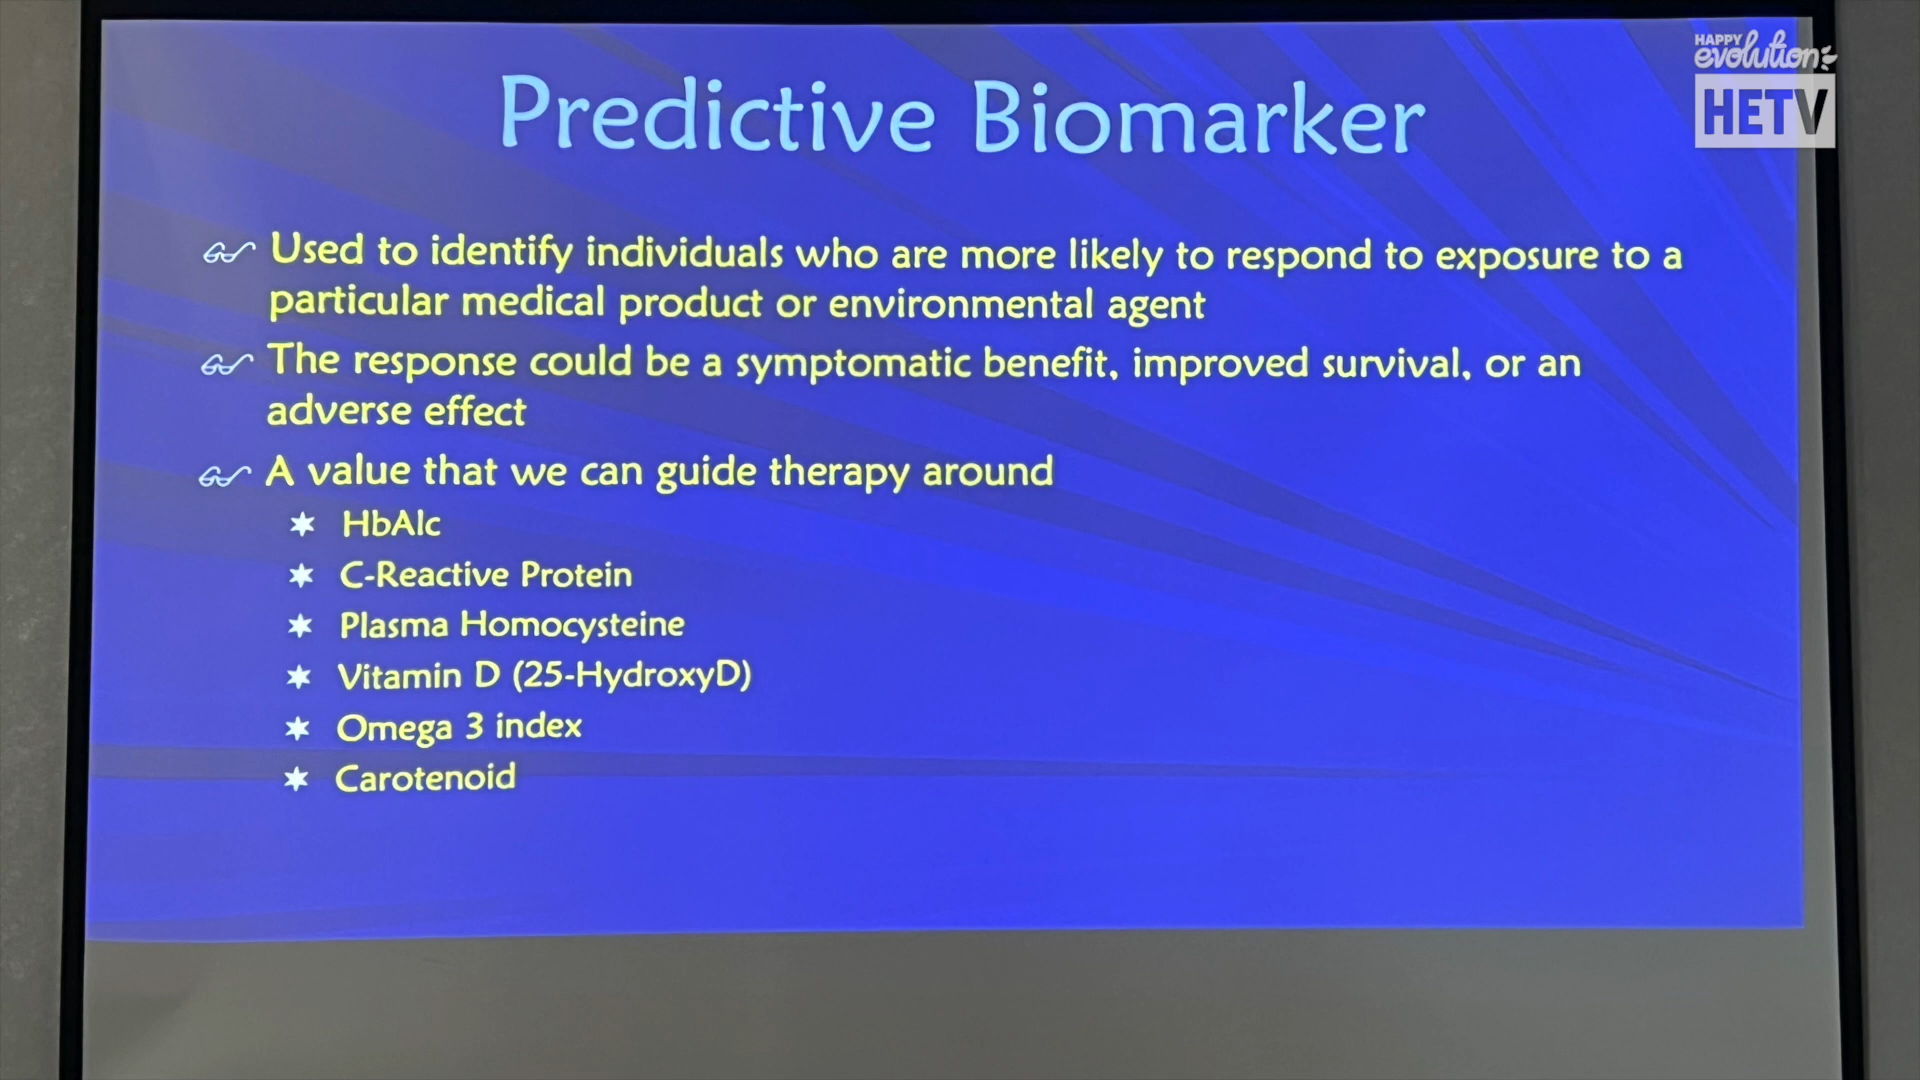 HAPPY
evolution
HETV
Predictive Biomarker
Used to identify individuals who are more likely to respond to exposure to a
particular medical product or environmental agent
The response could be a symptomatic benefit, improved survival, or an
adverse effect
A value that we can guide therapy around
HbA1c
C-Reactive Protein
Plasma Homocysteine
Vitamin D (25-HydroxyD)
Omega 3 index
Carotenoid